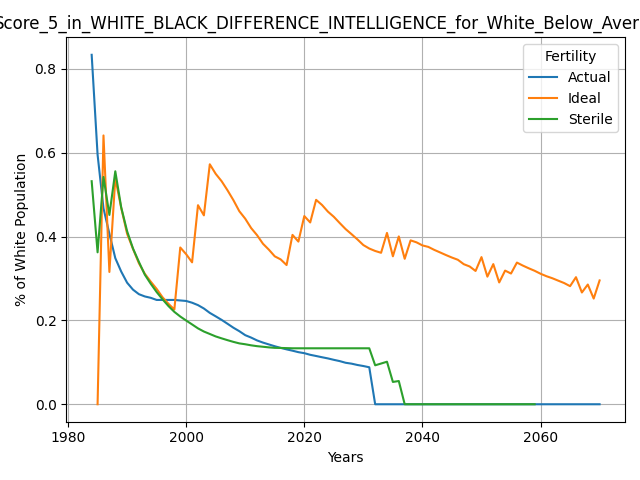 Score_5_in_WHITE_BLACK_DIFFERENCE_INTELLIGENCE_for_White_Below_Aver
Fertility
Actual
Ideal
Sterile
% of White Population
0.8
0.6
0.4
0.2
0.0
1980
2000
2020
2040
2060
Years